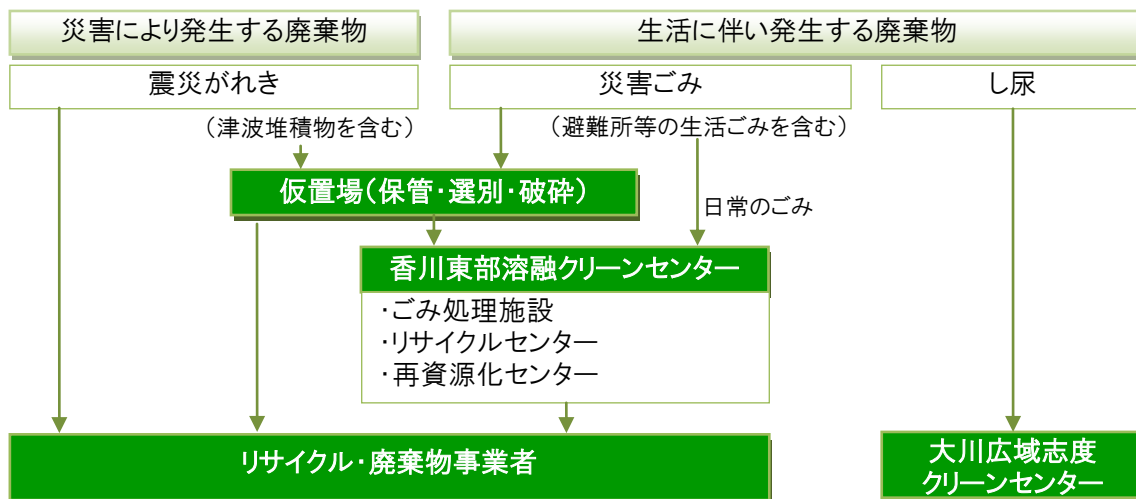 災害により発生する廃棄物
生活に伴い発生する廃棄物
震災がれき
災害ごみ
し尿
（津波堆積物を含む）
（避難所等の生活ごみを含む）
仮置場（保管・選別・破砕）
日常のごみ
香川東部溶融クリーンセンター
・ごみ処理施設
・リサイクルセンター
・再資源化センター
リサイクル・廃棄物事業者
大川広域志度
クリーンセンター